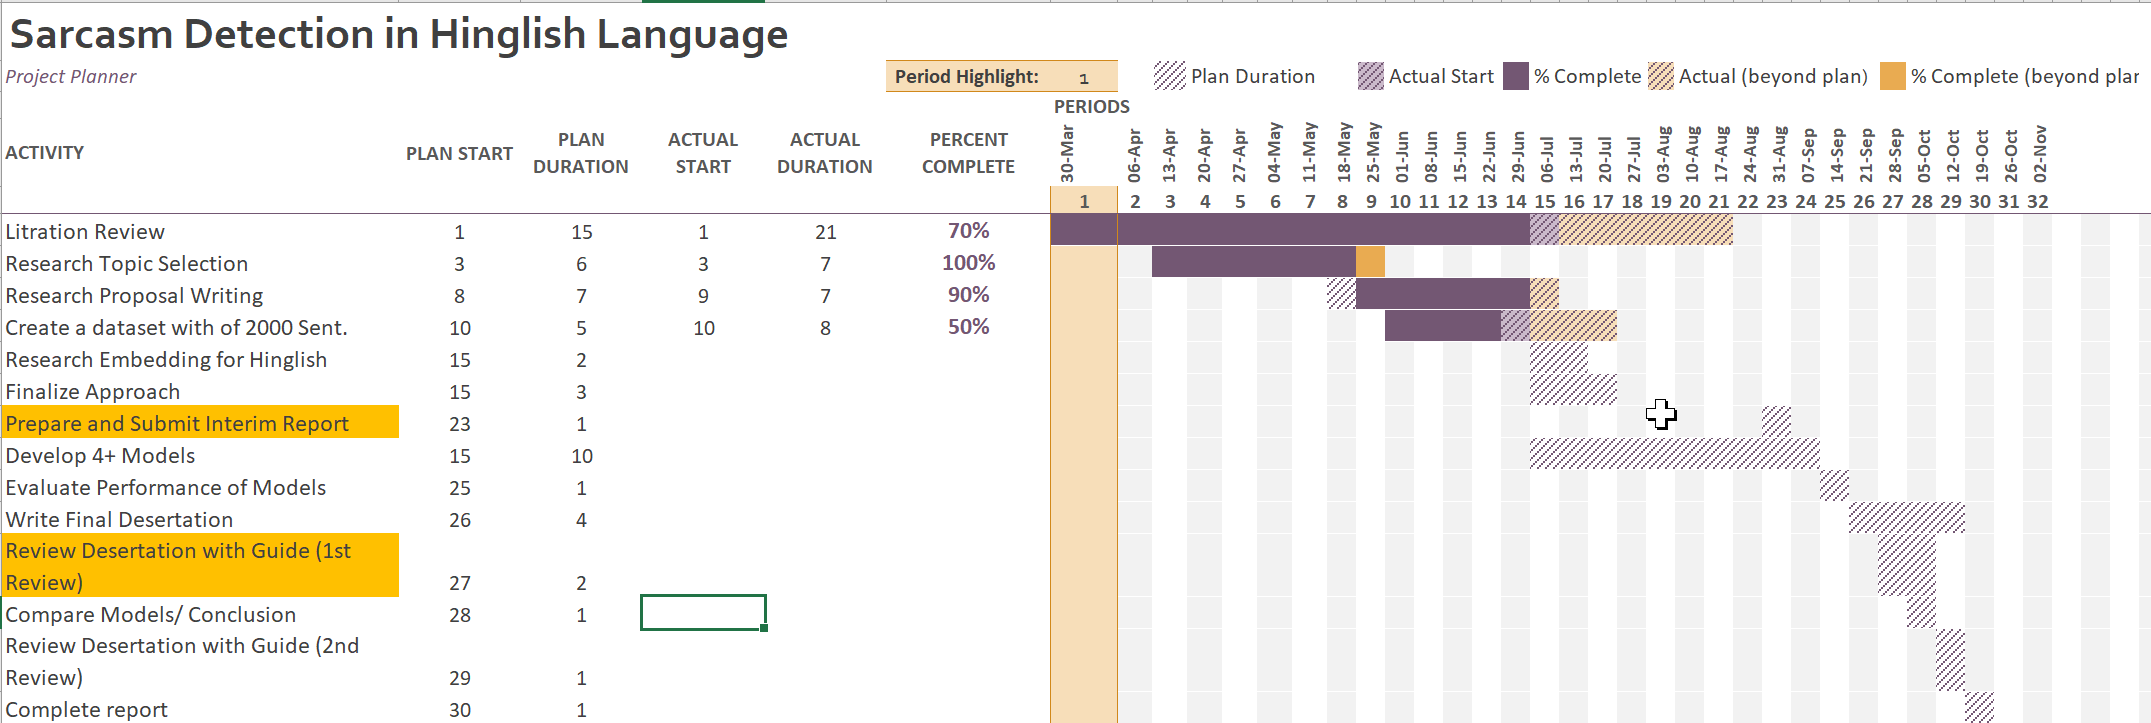 Sarcasm Detection in Hinglish Language
Project Planner
Period Highlight: 1
Plan Duration
Actual Start
% Complete
Actual (beyond plan)
% Complete (beyond plan
PERIODS
ACTIVITY
PLAN START
PLAN DURATION
ACTUAL START
ACTUAL DURATION
PERCENT COMPLETE
30-Mar 06-Apr 13-Apr 20-Apr 27-Apr 04-May 11-May 18-May 25-May 01-Jun 08-Jun 15-Jun 22-Jun 29-Jun 06-Jul 13-Jul 20-Jul 27-Jul 03-Aug 10-Aug 17-Aug 24-Aug 31-Aug 07-Sep 14-Sep 21-Sep 28-Sep 05-Oct 12-Oct 19-Oct 26-Oct 02-Nov
1 2 3 4 5 6 7 8 9 10 11 12 13 14 15 16 17 18 19 20 21 22 23 24 25 26 27 28 29 30 31 32
Litration Review 1 15 1 21 70%
Research Topic Selection 3 6 3 7 100%
Research Proposal Writing 8 7 9 7 90%
Create a dataset with of 2000 Sent. 10 5 10 8 50%
Research Embedding for Hinglish 15 2
Finalize Approach 15 3
Prepare and Submit Interim Report 23 1
Develop 4+ Models 15 10
Evaluate Performance of Models 25 1
Write Final Desertation 26 4
Review Desertation with Guide (1st
Review) 27 2
Compare Models/ Conclusion 28 1
Review Desertation with Guide (2nd
Review) 29 1
Complete report 30 1